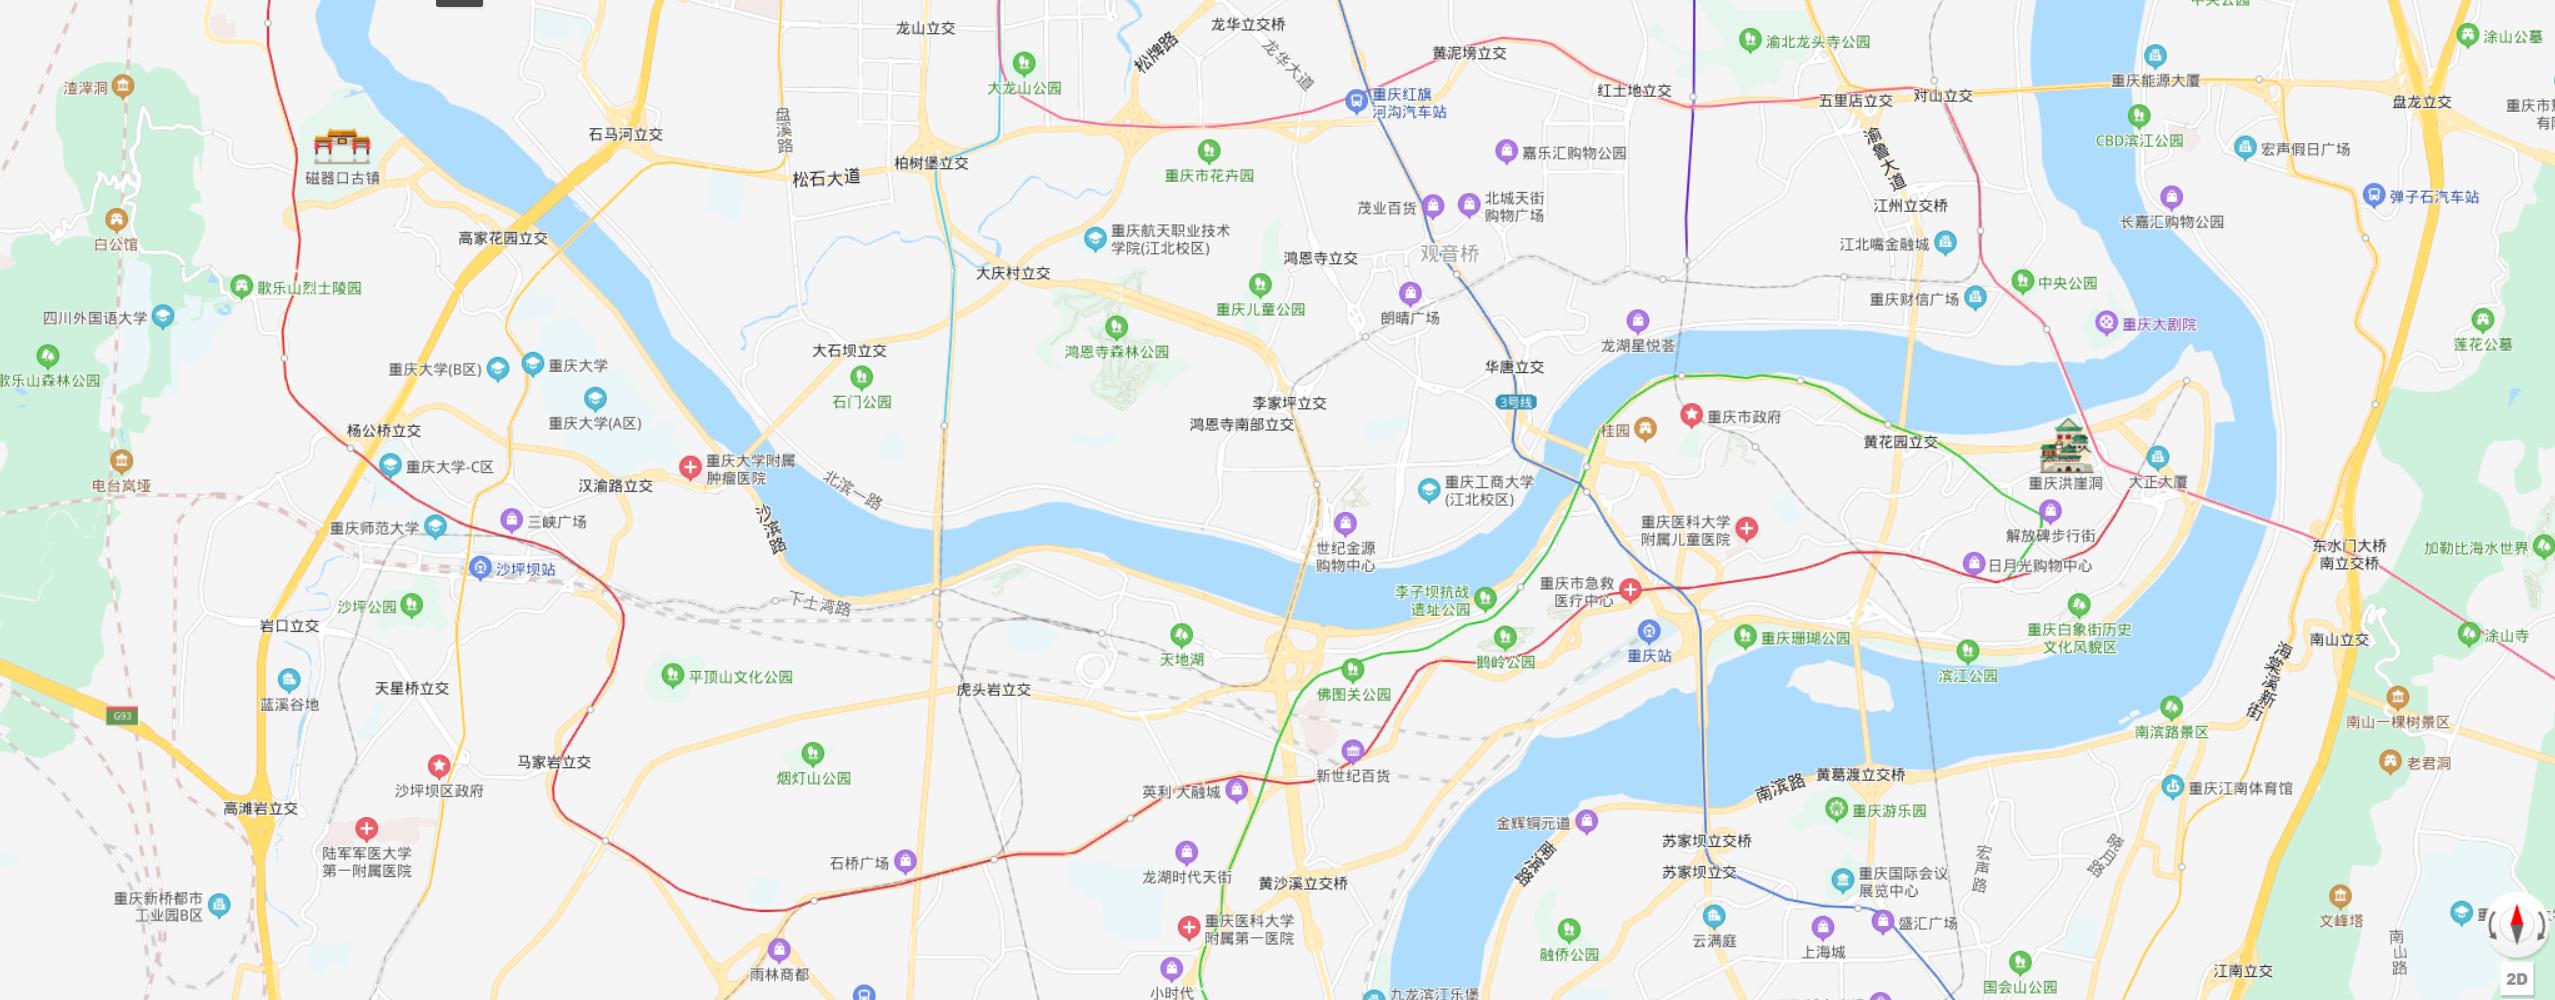 龙山立交
龙华立交桥
松牌路
龙华大道
黄泥塝立交
渝北龙头寺公园
涂山公墓
渣滓洞
大龙山公园
重庆红旗
河沟汽车站
红土地立交
五里店立交
对山立交
重庆能源大厦
盘龙立交
石马河立交
盘溪路
CBD滨江公园
宏声假日广场
磁器口古镇
松石大道
柏树堡立交
重庆市花卉园
嘉乐汇购物公园
渝鲁大道
弹子石汽车站
白公馆
高家花园立交
重庆航天职业技术
学院(江北校区)
茂业百货
北城天街
购物广场
江州立交桥
长嘉汇购物公园
鸿恩寺立交
观音桥
江北嘴金融城
歌乐山烈士陵园
大庆村立交
重庆儿童公园
朗晴广场
重庆财信广场
中央公园
四川外国语大学
鸿恩寺森林公园
龙湖星悦荟
重庆大剧院
莲花公墓
歌乐山森林公园
重庆大学(B区)
重庆大学
大石坝立交
华唐立交
石门公园
重庆大学(A区)
李家坪立交
3号线
杨公桥立交
鸿恩寺南部立交
桂园
重庆市政府
黄花园立交
重庆大学-C区
重庆大学附属
肿瘤医院
北滨一路
重庆工商大学
(江北校区)
重庆洪崖洞
大正大厦
电台岚垭
汉渝路立交
沙滨路
重庆师范大学
三峡广场
世纪金源
购物中心
重庆医科大学
附属儿童医院
解放碑步行街
东水门大桥
南立交桥
加勒比海水世界
沙坪坝站
日月光购物中心
沙坪公园
下土湾路
李子坝抗战
遗址公园
重庆市急救
医疗中心
岩口立交
天地湖
鹅岭公园
重庆站
重庆珊瑚公园
重庆白象街历史
文化风貌区
南山立交
涂山寺
蓝溪谷地
天星桥立交
平顶山文化公园
虎头岩立交
佛图关公园
滨江公园
海棠溪新街
G93
南滨路景区
南山一棵树景区
马家岩立交
烟灯山公园
新世纪百货
南滨路
黄葛渡立交桥
老君洞
沙坪坝区政府
英利大融城
重庆江南体育馆
高滩岩立交
金辉铜元道
重庆游乐园
苏家坝立交桥
陆军军医大学
第一附属医院
石桥广场
龙湖时代天街
黄沙溪立交桥
南滨路
苏家坝立交
重庆国际会议
展览中心
宏声路
晓月路
重庆新桥都市
工业园B区
重庆医科大学
附属第一医院
融侨公园
云满庭
上海城
盛汇广场
文峰塔
雨林商都
小时代
九龙滨江乐堡
国会山公园
江南立交
南山路
2D